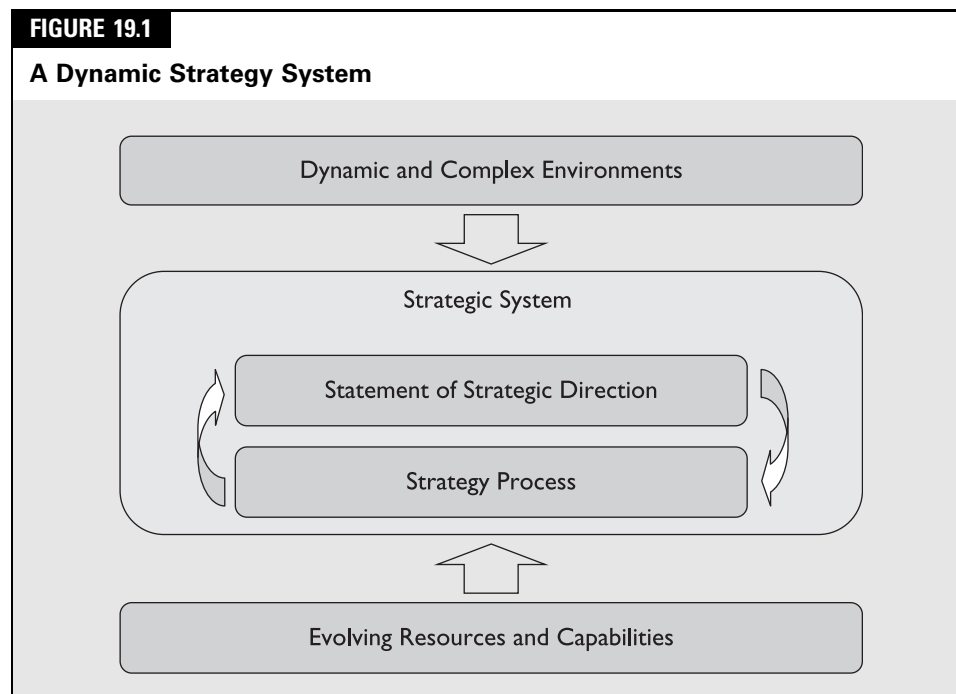 FIGURE 19.1
A Dynamic Strategy System
Dynamic and Complex Environments
Strategic System
Statement of Strategic Direction
Strategy Process
Evolving Resources and Capabilities